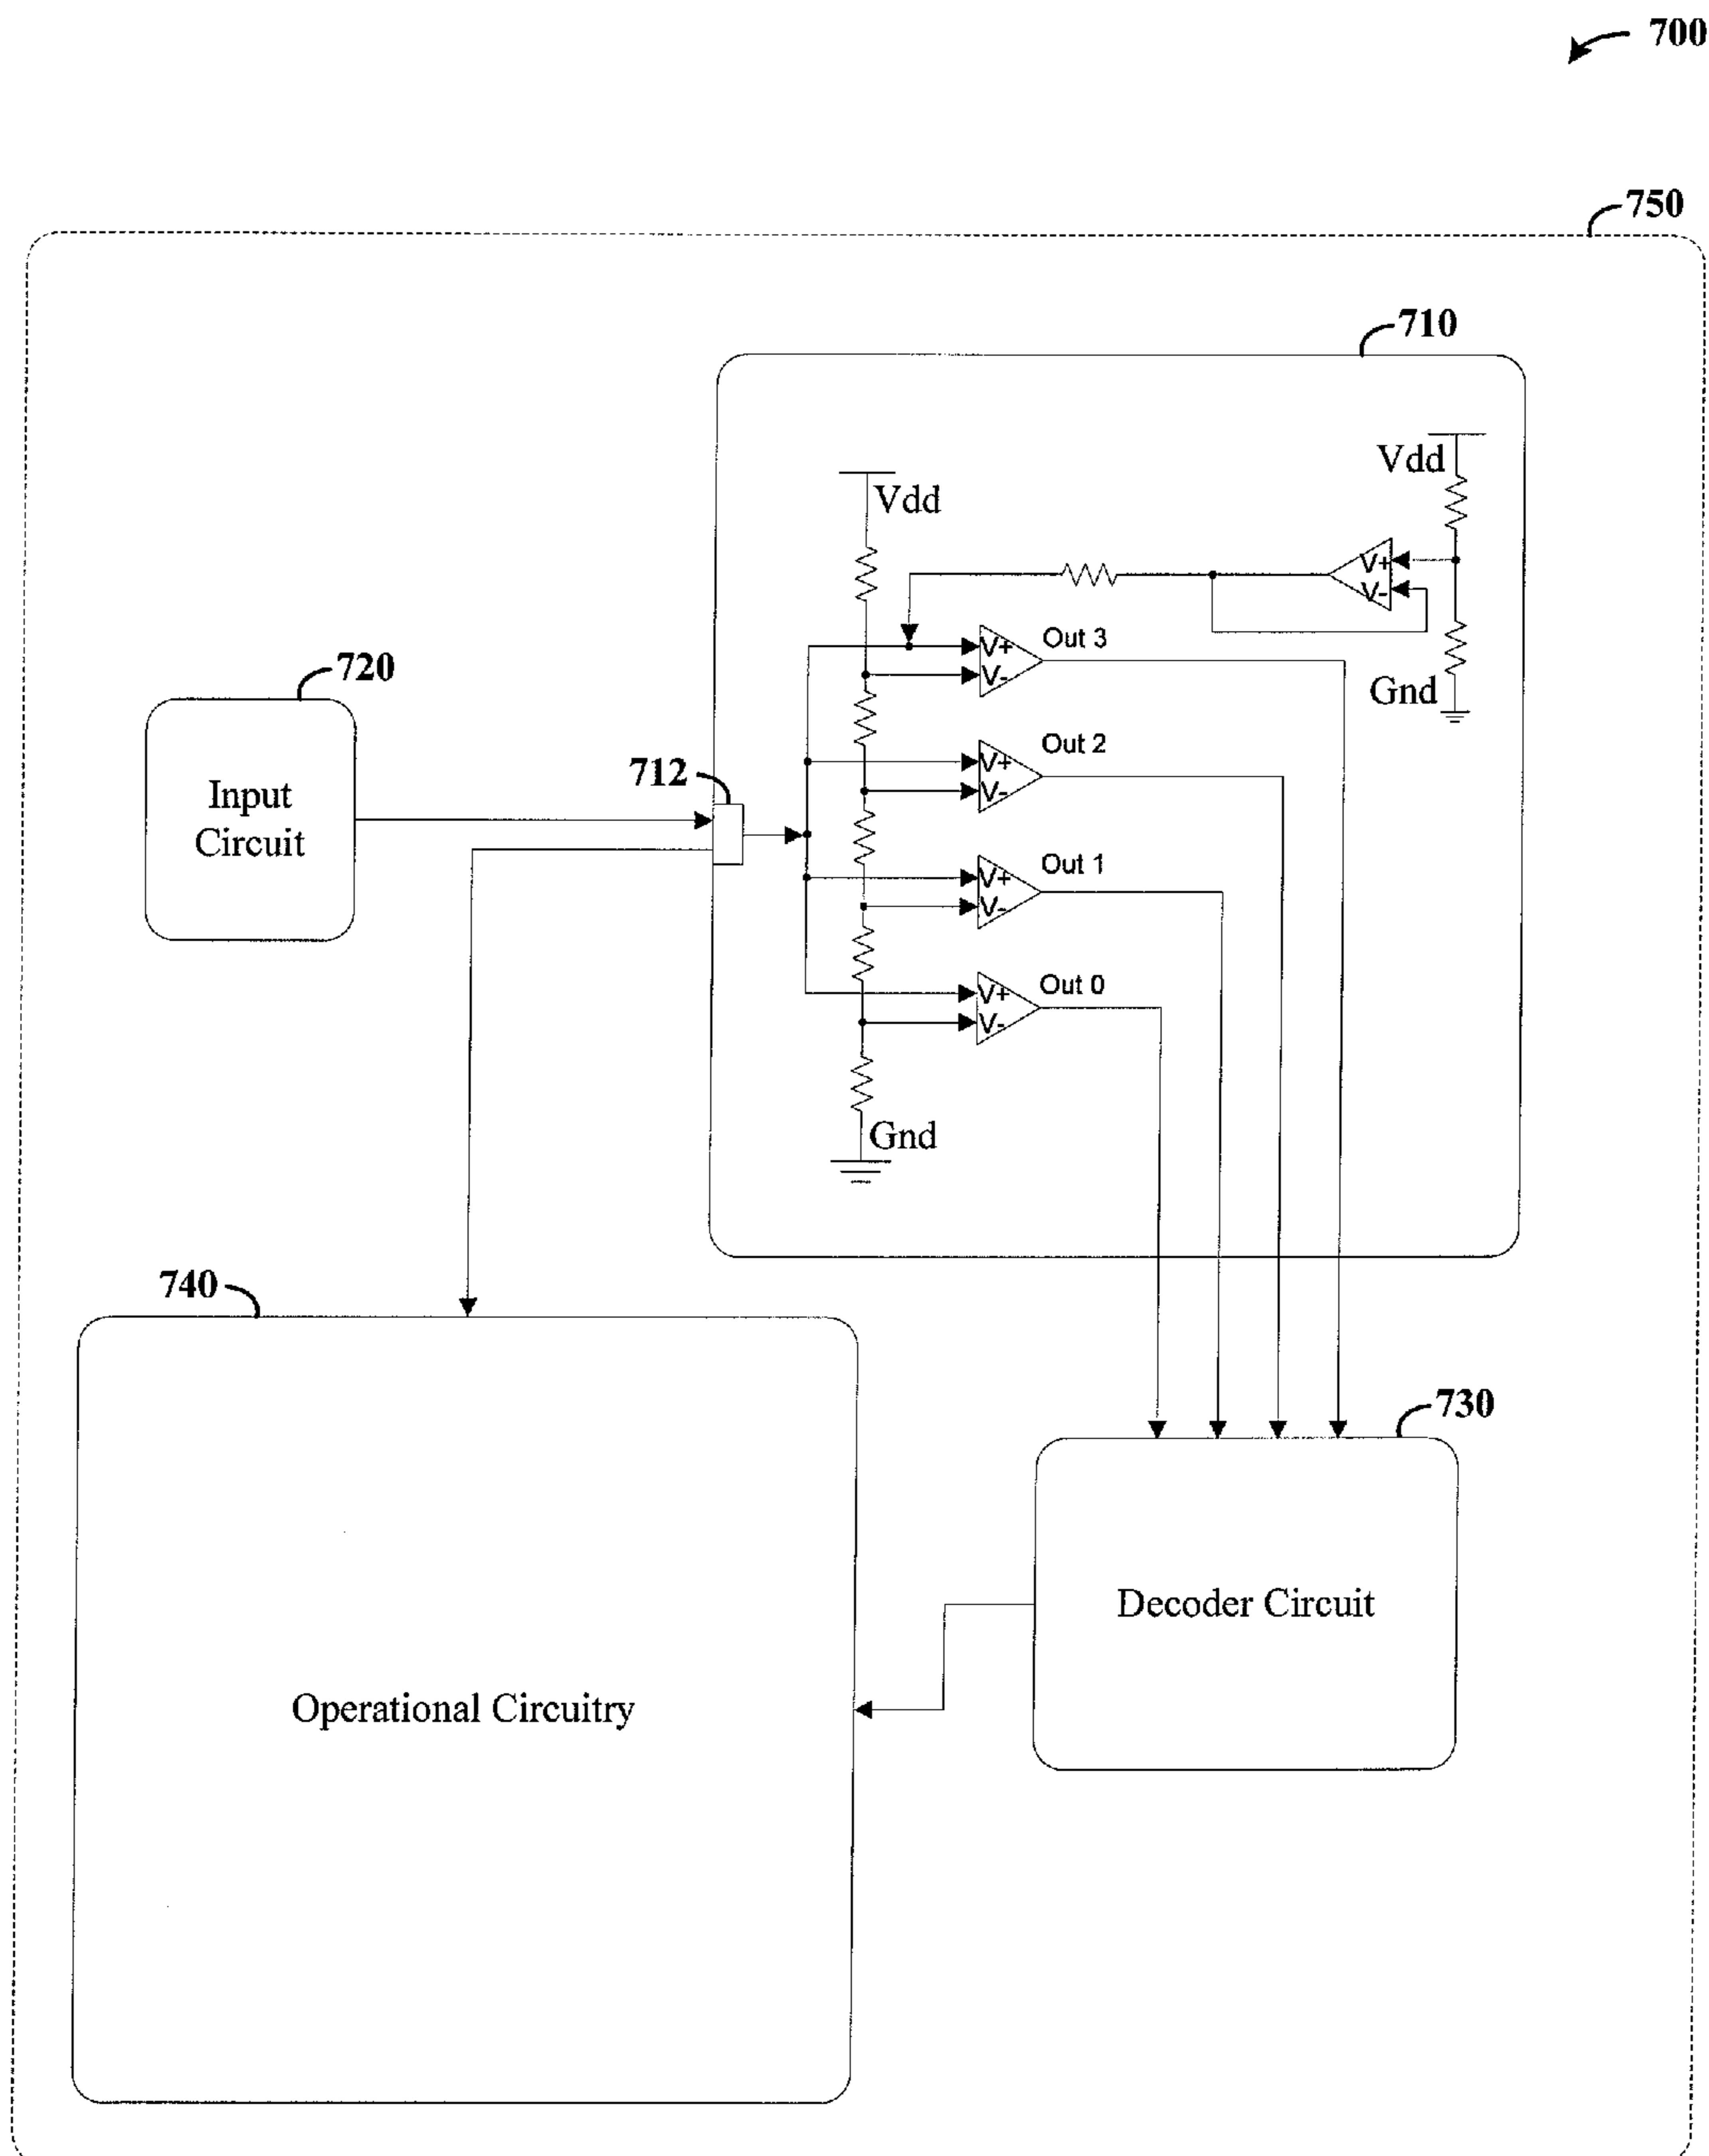 700
750
710
Vdd
Vdd
V+
V-
Out 3
V+
V-
Gnd
720
Input
Circuit
712
Out 2
V+
V-
Out 1
V+
V-
Out 0
V+
V-
Gnd
740
730
Decoder Circuit
Operational Circuitry